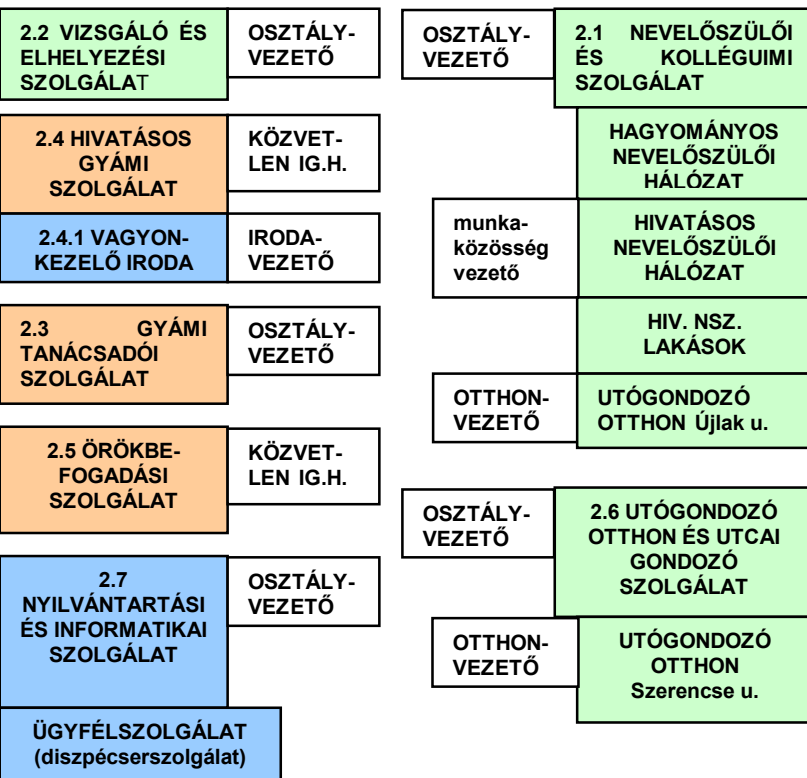 2.2 VIZSGÁLÓ ÉS
ELHELYEZÉSI
SZOLGÁLAT
OSZTÁLY-
VEZETŐ
2.4 HIVATÁSOS
GYÁMI
SZOLGÁLAT
KÖZVET-
LEN IG.H.
2.4.1 VAGYON-
KEZELŐ IRODA
IRODA-
VEZETŐ
2.3 GYÁMI
TANÁCSADÓI
SZOLGÁLAT
OSZTÁLY-
VEZETŐ
2.5 ÖRÖKBE-
FOGADÁSI
SZOLGÁLAT
KÖZVET-
LEN IG.H.
2.7
NYILVÁNTARTÁSI
ÉS INFORMATIKAI
SZOLGÁLAT
OSZTÁLY-
VEZETŐ
ÜGYFÉLSZOLGÁLAT
(diszpécserszolgálat)
OSZTÁLY-
VEZETŐ
2.1 NEVELŐSZÜLŐI
ÉS KOLLÉGUIMI
SZOLGÁLAT
HAGYOMÁNYOS
NEVELŐSZÜLŐI
HÁLÓZAT
munka-
közösség
vezető
HIVATÁSOS
NEVELŐSZÜLŐI
HÁLÓZAT
HIV. NSZ.
LAKÁSOK
OTTHON-
VEZETŐ
UTÓGONDOZÓ
OTTHON Újlak u.
OSZTÁLY-
VEZETŐ
2.6 UTÓGONDOZÓ
OTTHON ÉS UTCAI
GONDOZÓ
SZOLGÁLAT
OTTHON-
VEZETŐ
UTÓGONDOZÓ
OTTHON
Szerencse u.